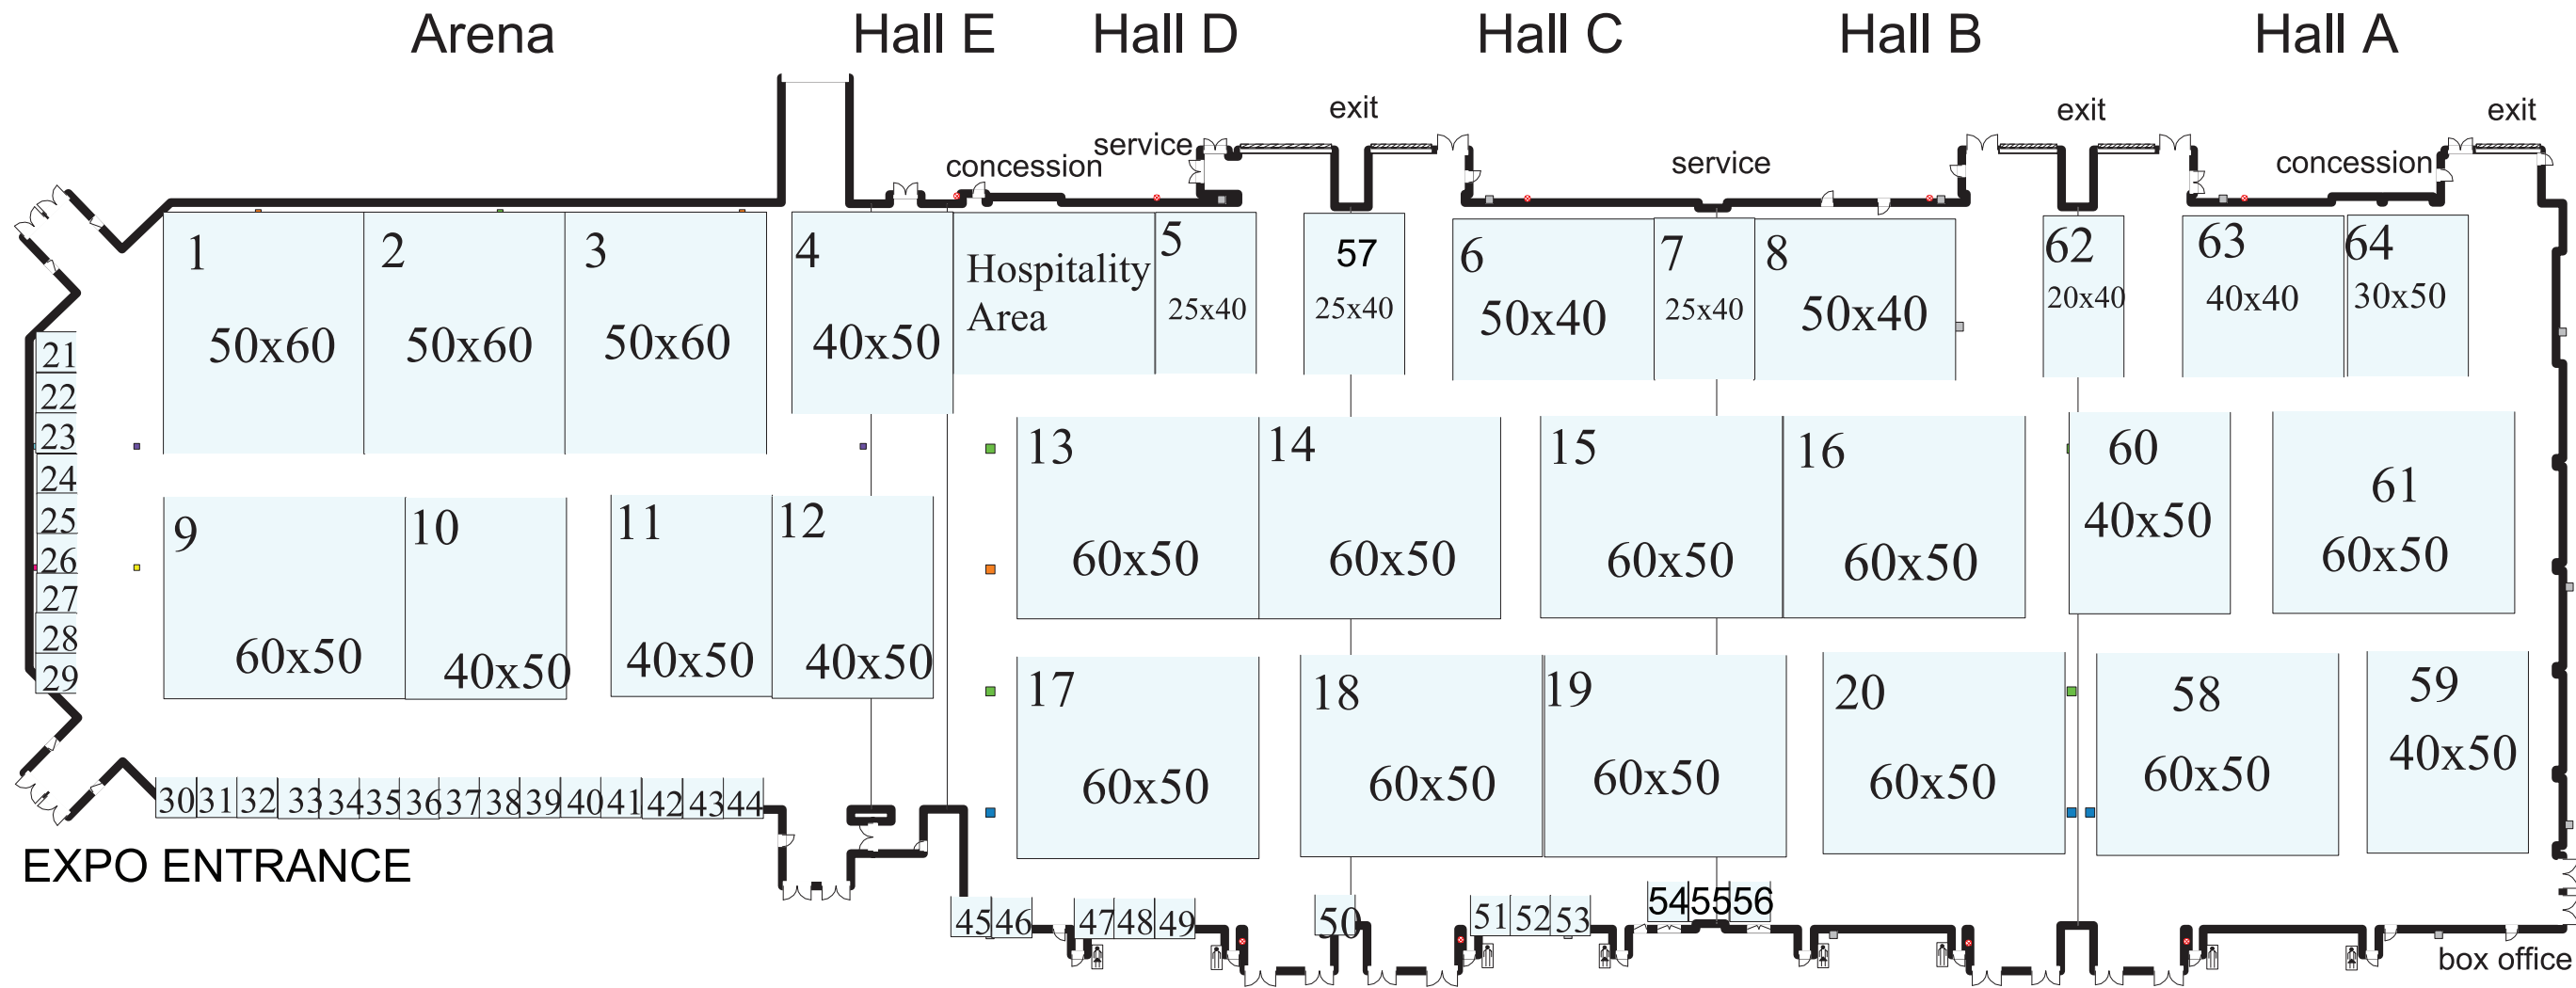 Arena
Hall E
Hall D
Hall C
Hall B
Hall A
exit
exit
exit
service
concession
service
concession
1
50x60
2
50x60
3
50x60
4
40x50
Hospitality
Area
5
25x40
57
25x40
6
50x40
7
25x40
8
50x40
62
20x40
63
40x40
64
30x50
21
22
23
24
25
26
27
28
29
9
60x50
10
40x50
11
40x50
12
40x50
13
60x50
14
60x50
15
60x50
16
60x50
60
40x50
61
60x50
17
60x50
18
60x50
19
60x50
20
60x50
58
60x50
59
40x50
30 31 32 33 34 35 36 37 38 39 40 41 42 43 44
EXPO ENTRANCE
45 46
47 48 49
50
51 52 53
54 55 56
box office